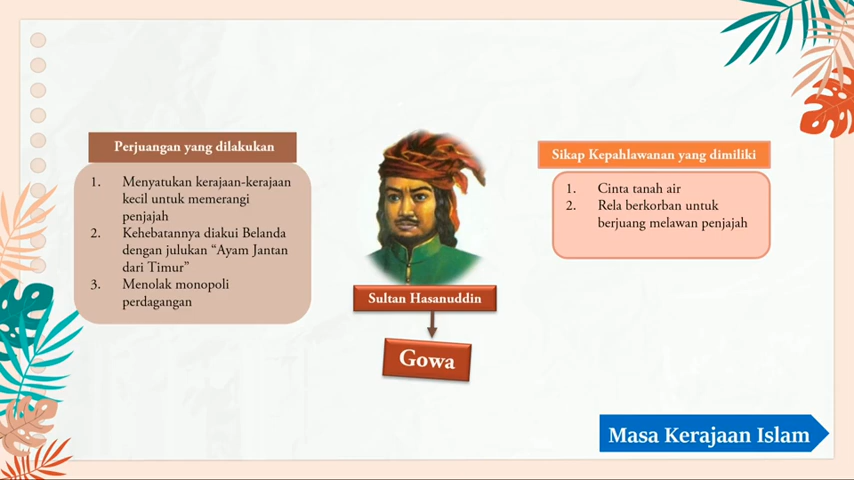 Perjuangan yang dilakukan
1. Menyatukan kerajaan-kerajaan
kecil untuk memerangi
penjajah
2. Kehebatannya diakui Belanda
dengan julukan “Ayam Jantan
dari Timur”
3. Menolak monopoli
perdagangan
Sultan Hasanuddin
Gowa
Sikap Kepahlawanan yang dimiliki
1. Cinta tanah air
2. Rela berkorban untuk
berjuang melawan penjajah
Masa Kerajaan Islam